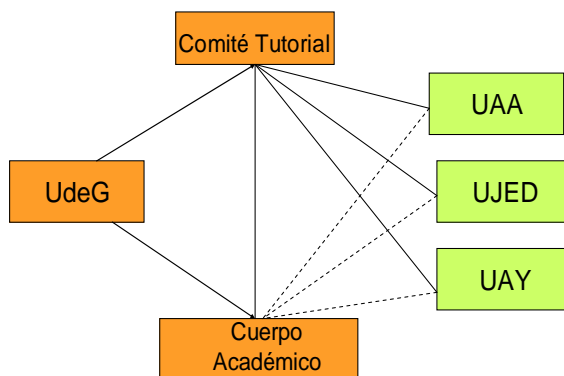 Comité Tutorial
UAA
UdeG
UJED
UAY
Cuerpo
Académico